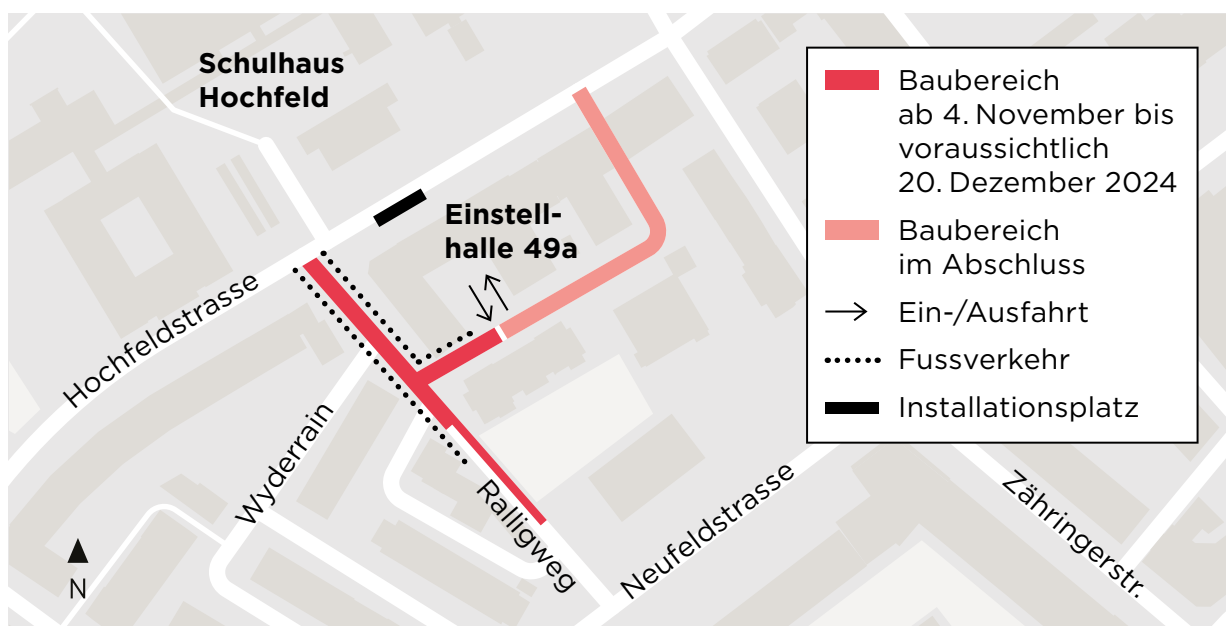 Schulhaus
Hochfeld
Einstell-
halle 49a
Hochfeldstrasse
Wyderrain
Ralligweg
Neufeldstrasse
Zähringerstr.
N
Baubereich
ab 4. November bis
voraussichtlich
20. Dezember 2024
Baubereich
im Abschluss
Ein-/Ausfahrt
Fussverkehr
Installationsplatz